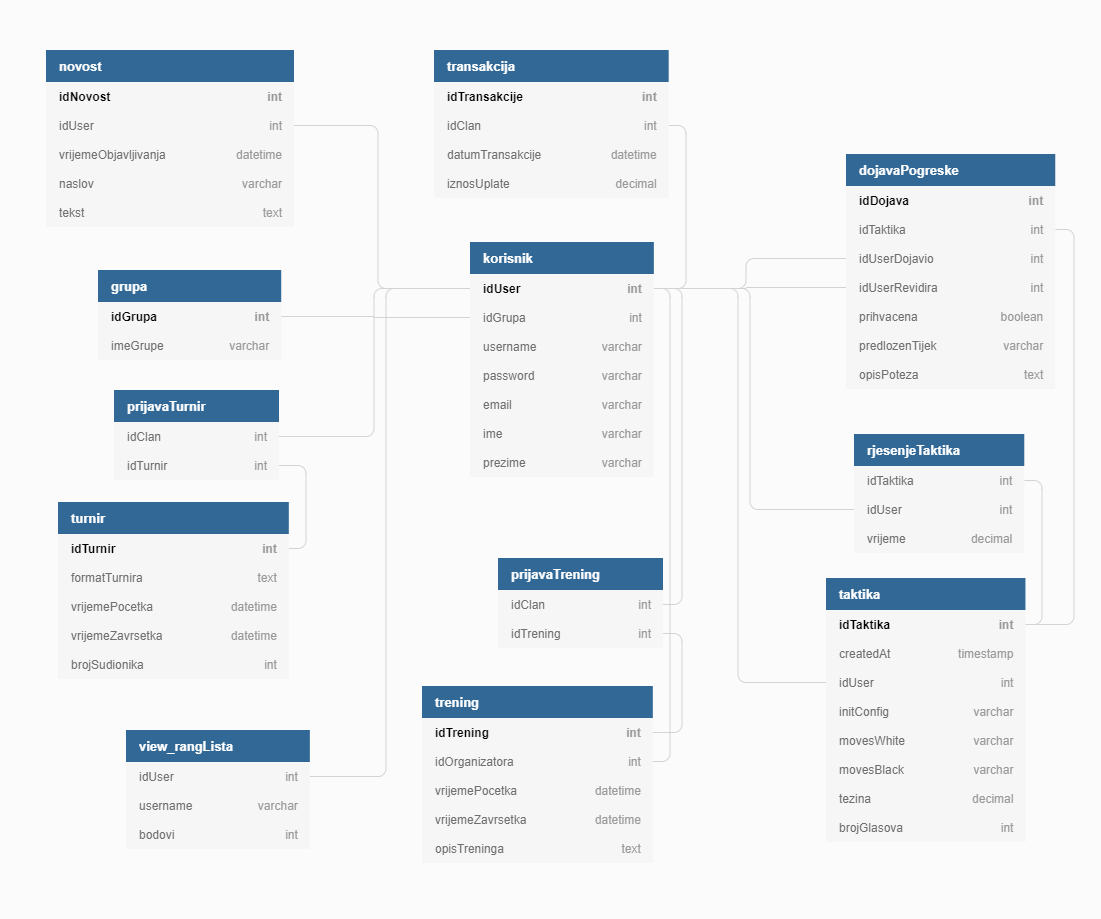 novost
idNovost int
idUser int
vrijemeObjavljivanja datetime
naslov varchar
tekst text
transakcija
idTransakcije int
idClan int
datumTransakcije datetime
iznosUplate decimal
dojavaPogreske
idDojava int
idTaktika int
idUserDojavio int
idUserRevidira int
prihvacena boolean
predlozenTijek varchar
opisPoteza text
korisnik
idUser int
idGrupa int
username varchar
password varchar
email varchar
ime varchar
prezime varchar
grupa
idGrupa int
imeGrupe varchar
prijavaTurnir
idClan int
idTurnir int
turnir
idTurnir int
formatTurnira text
vrijemePocetka datetime
vrijemeZavrsetka datetime
brojSudionika int
rjesenjeTaktika
idTaktika int
idUser int
vrijeme decimal
prijavaTrening
idClan int
idTrening int
taktika
idTaktika int
createdAt timestamp
idUser int
initConfig varchar
movesWhite varchar
movesBlack varchar
tezina decimal
brojGlasova int
trening
idTrening int
idOrganizatora int
vrijemePocetka datetime
vrijemeZavrsetka datetime
opisTreninga text
view_rangLista
idUser int
username varchar
bodovi int